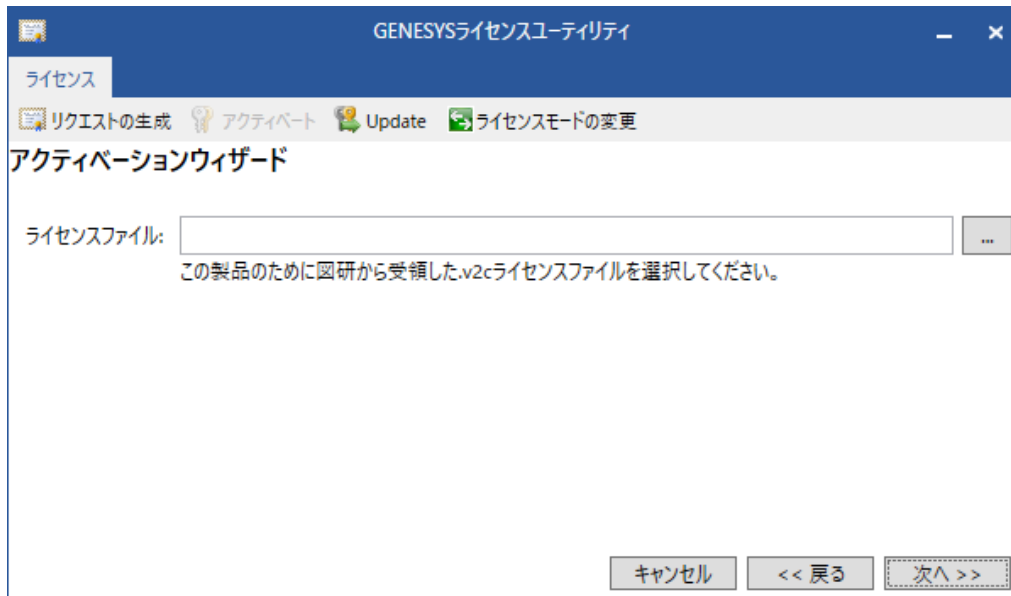 GENESYSライセンスユーティリティ
ライセンス
リクエストの生成 アクティベート Update ライセンスモードの変更
アクティベーションウィザード
ライセンスファイル: ...
この製品のために図研から受領した.v2cライセンスファイルを選択してください。
キャンセル << 戻る 次へ >>